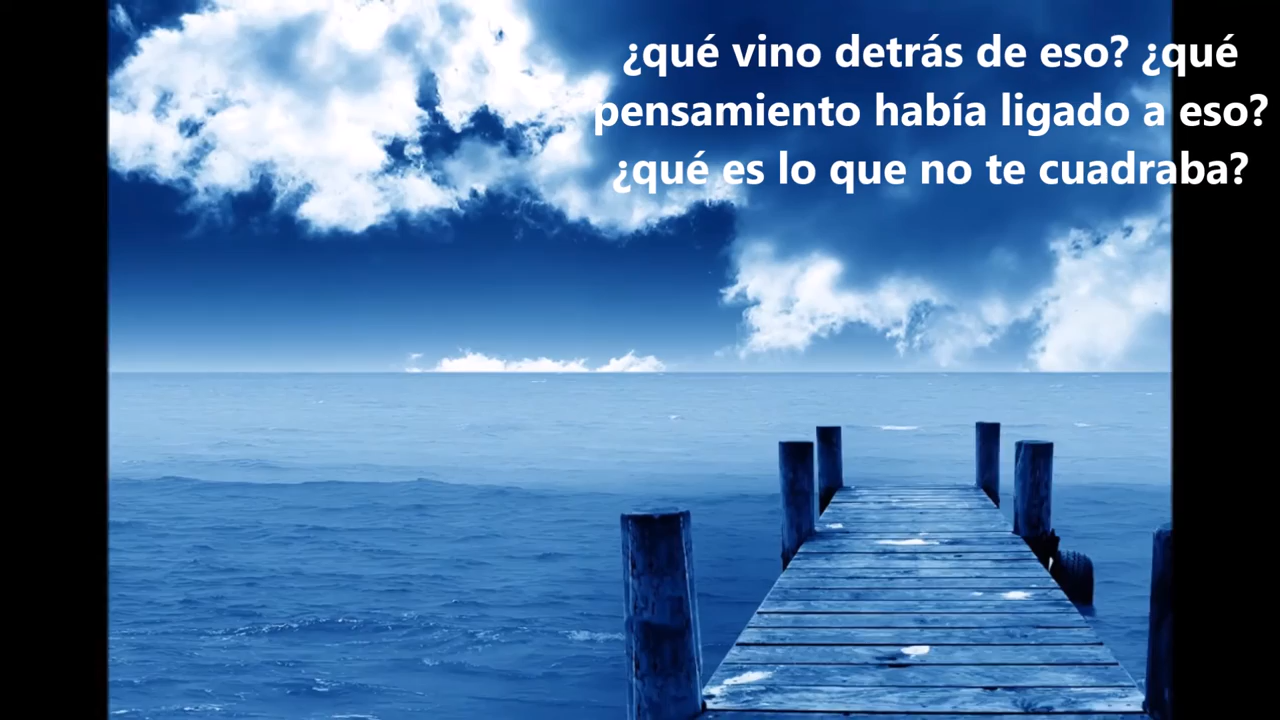 ¿qué vino detrás de eso? ¿qué
pensamiento había ligado a eso?
¿qué es lo que no te cuadraba?